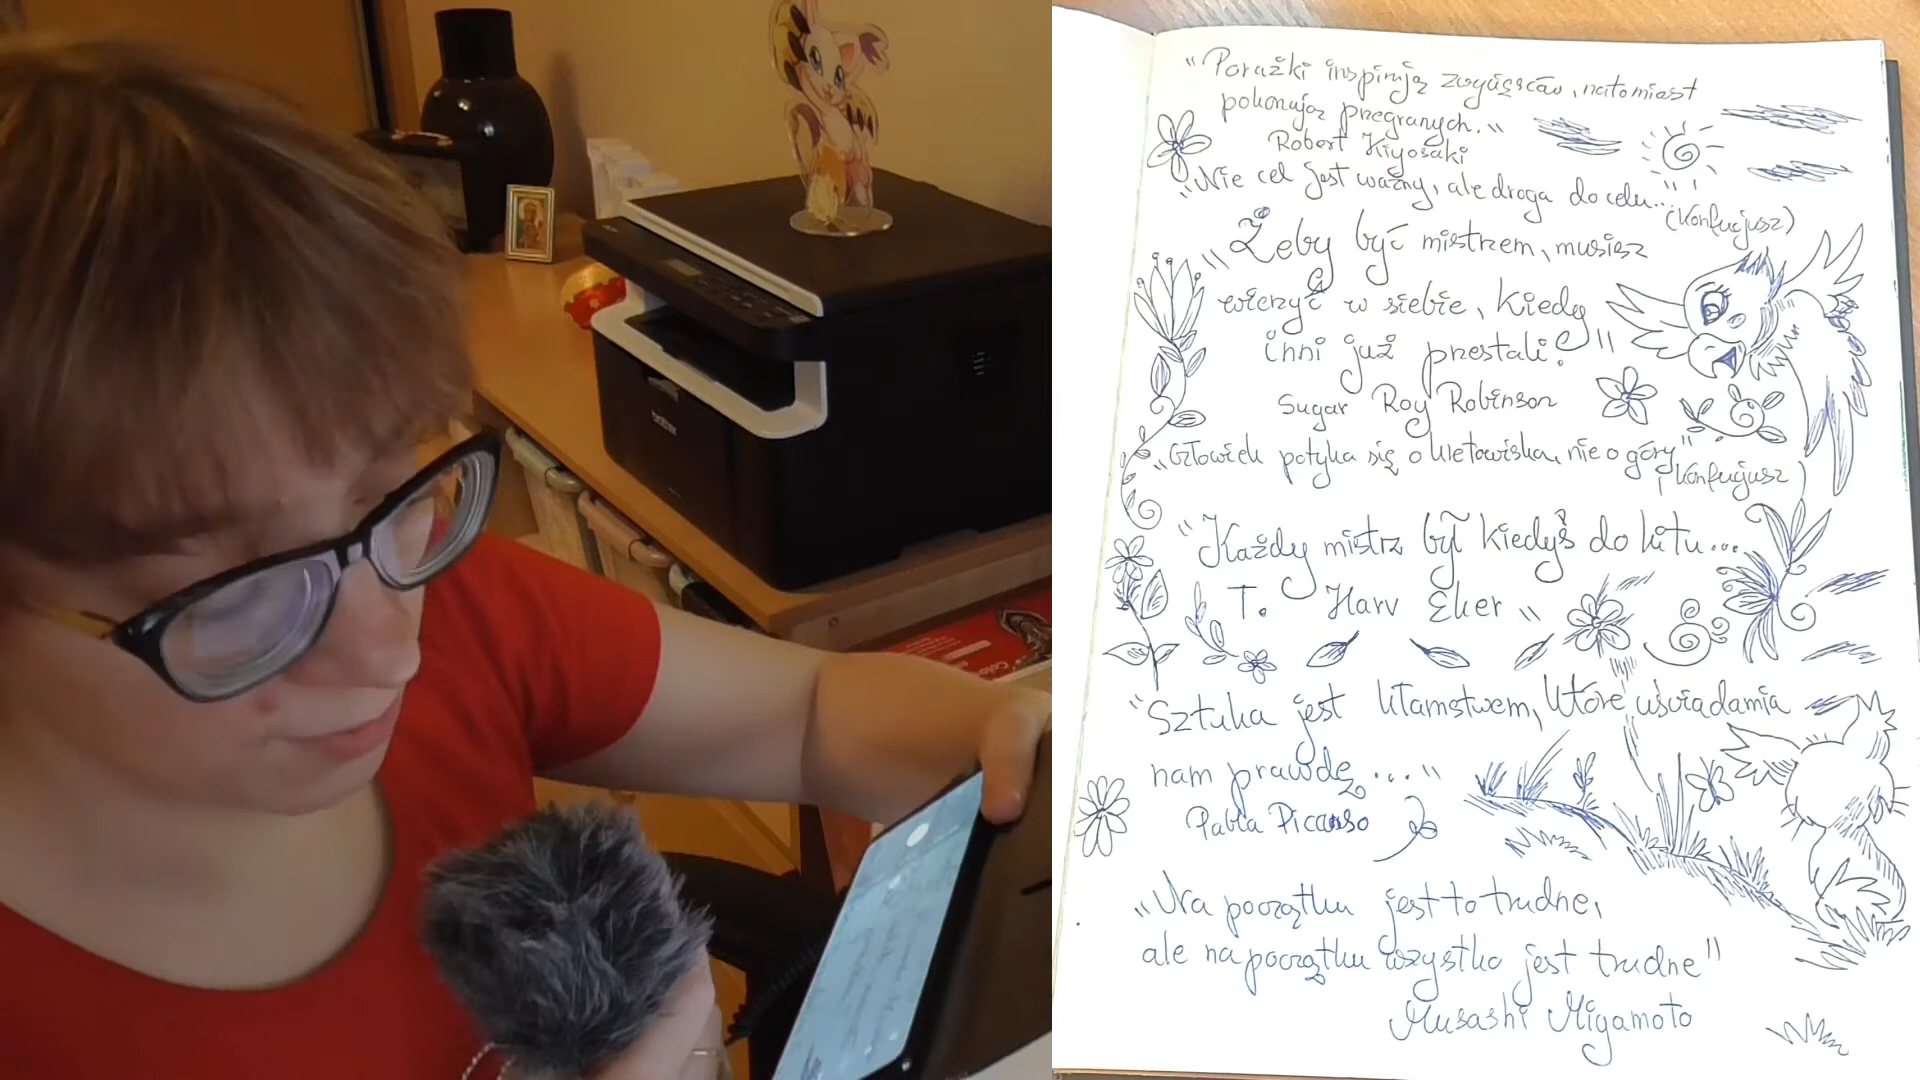 brother
"Porażki inspirują zwycięzców, natomiast
pokonują przegranych."
Robert Kiyosaki
"Nie cel jest ważny, ale droga do celu..."
(Konfucjusz)
"Żeby być mistrzem, musisz
wierzyć w siebie, kiedy
inni już przestali!"
Sugar Roy Robinson
"Człowiek potyka się o kretowiska, nie o góry"
(Konfucjusz)
"Każdy mistrz był kiedyś do kitu...
T. Harv Eker"
"Sztuka jest kłamstwem, które uświadamia
nam prawdę..."
Pabla Picasso
"Na początku jest to trudne,
ale na początku wszystko jest trudne"
Musashi Miyamoto